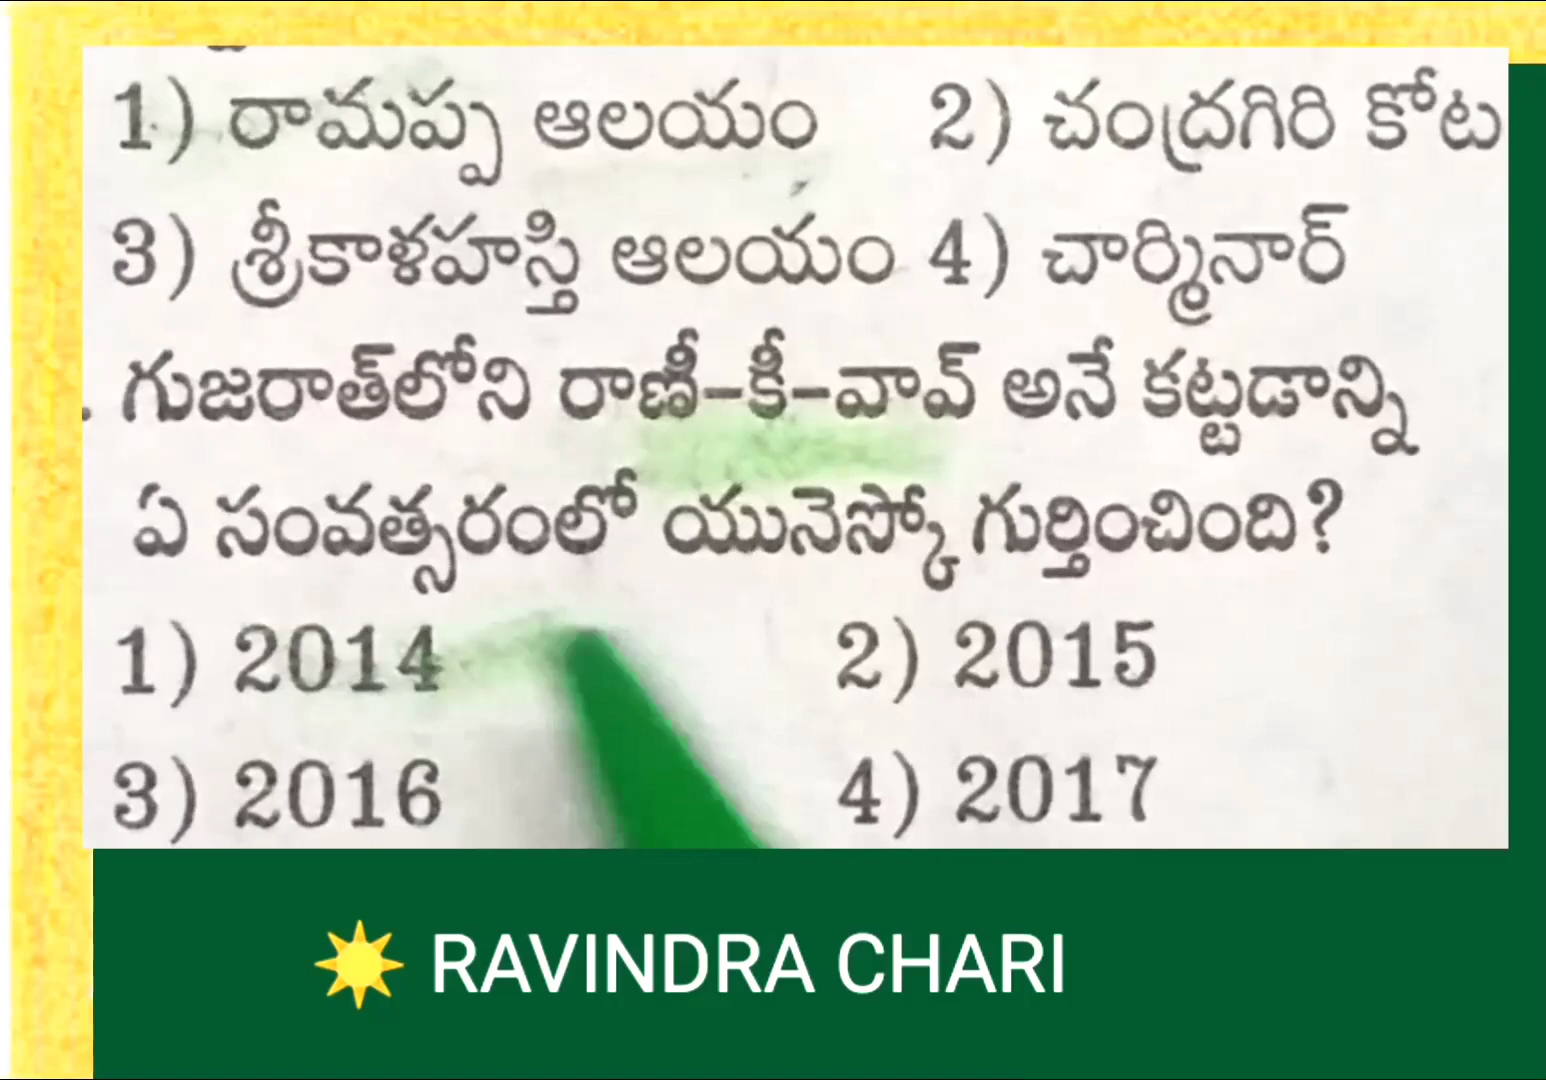 1) రామప్ప ఆలయం 2) చంద్రగిరి కోట
3) శ్రీకాళహస్తి ఆలయం 4) చార్మినార్
. గుజరాత్‌లోని రాణీ-కీ-వావ్ అనే కట్టడాన్ని
ఏ సంవత్సరంలో యునెస్కో గుర్తించింది?
1) 2014 2) 2015
3) 2016 4) 2017
☀ RAVINDRA CHARI